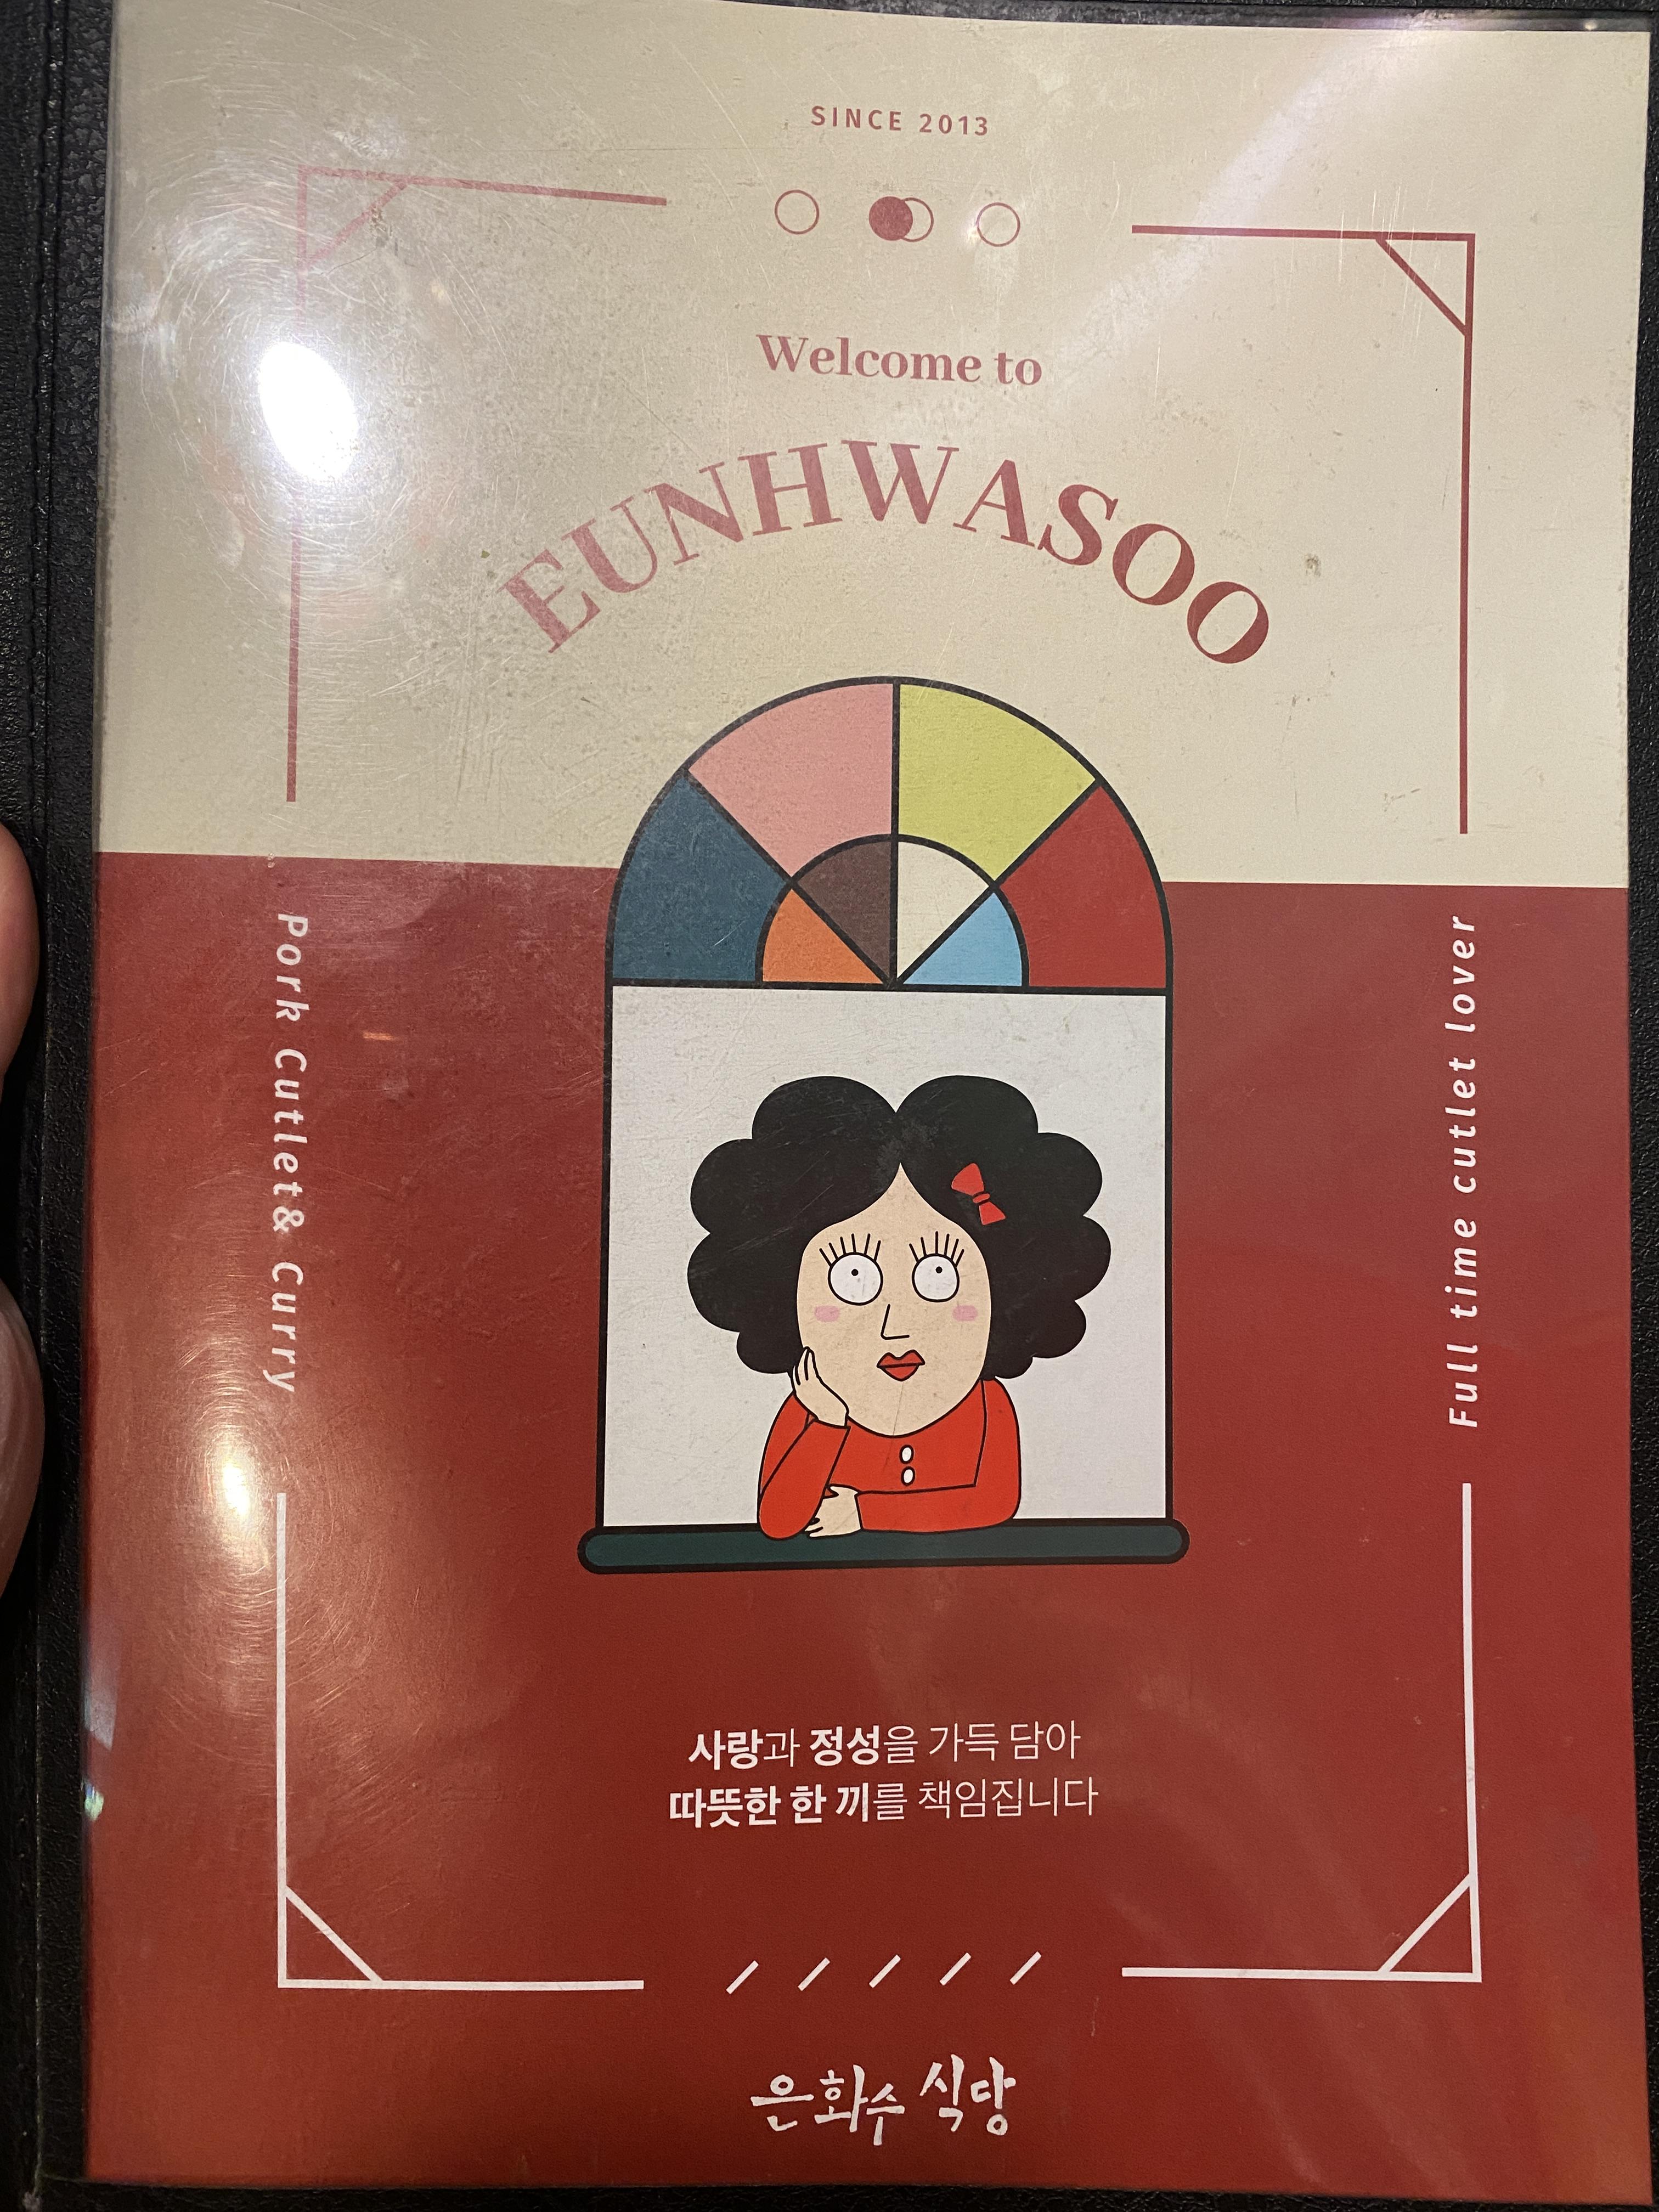 SINCE 2013
Welcome to
EUNHWASOO
Pork Cutlet& Curry
Full time cutlet lover
사랑과 정성을 가득 담아
따뜻한 한 끼를 책임집니다
은화수 식당